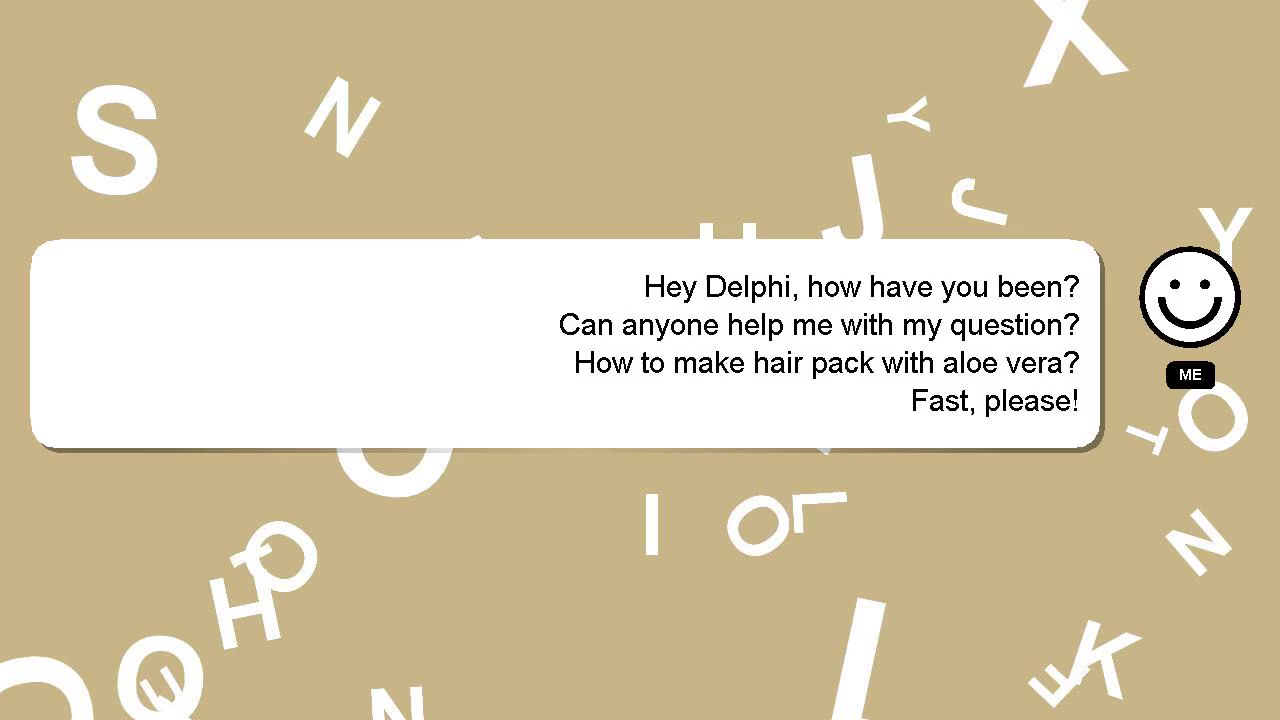 Hey Delphi, how have you been?
Can anyone help me with my question?
How to make hair pack with aloe vera?
Fast, please!
ME
S
N
X
Y
J
J
Y
T
O
O
I
O
L
N
O
T
H
O
K
E
N